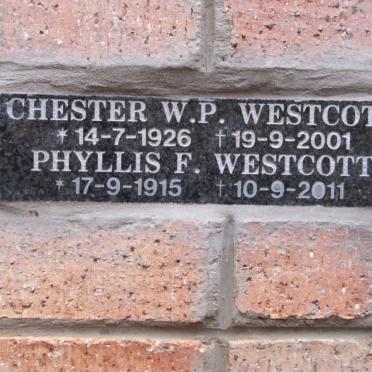 CHESTER W.P. WESTCOT
* 14-7-1926 † 19-9-2001
PHYLLIS F. WESTCOTT
* 17-9-1915 † 10-9-2011